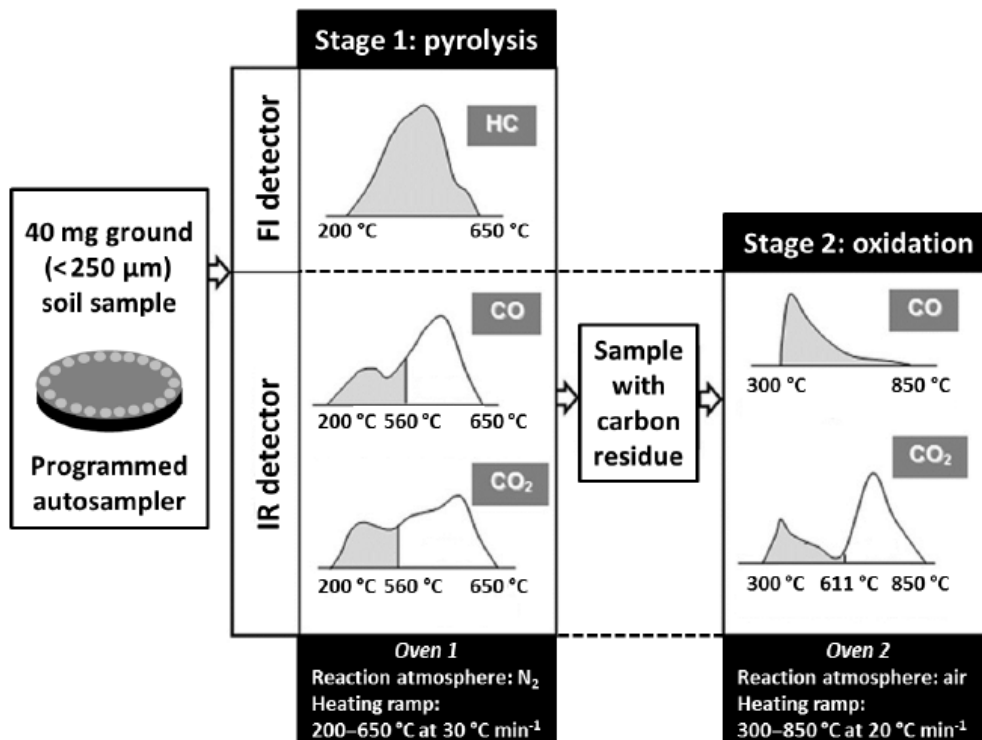 Stage 1: pyrolysis
FI detector
HC
200 °C 650 °C
40 mg ground
(<250 µm)
soil sample
Programmed
autosampler
IR detector
CO
200 °C 560 °C 650 °C
CO₂
200 °C 560 °C 650 °C
Oven 1
Reaction atmosphere: N₂
Heating ramp:
200–650 °C at 30 °C min⁻¹
Sample
with
carbon
residue
Stage 2: oxidation
CO
300 °C 850 °C
CO₂
300 °C 611 °C 850 °C
Oven 2
Reaction atmosphere: air
Heating ramp:
300–850 °C at 20 °C min⁻¹